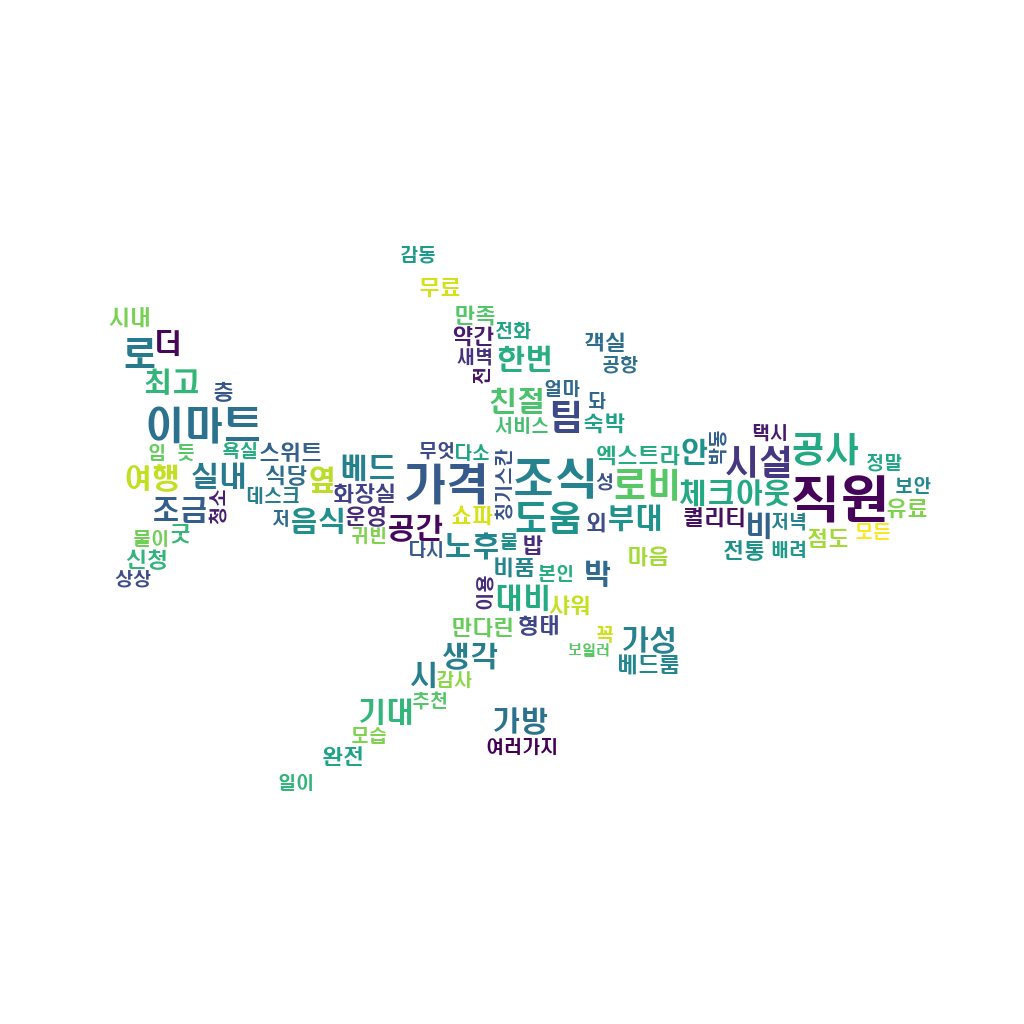 감동
무료
만족
시내
약간
전화
더
로
새벽
한번
객실
공항
전
최고
층
친절
얼마
돠
이마트
팀
서비스
숙박
택시
임
듯
욕실
스위트
무엇
다소
엑스트라
안
바동
시설
공사
정말
여행
실내
식당
옆
베드
가격
칭기스칸
조식
성
로비
체크아웃
직원
보안
데스크
화장실
조금
청소
저
음식
운영
공간
쇼파
도움
외
부대
퀄리티
비
저녁
유료
물이
굿
귀빈
다시
노후
물
밥
마음
전통
배려
점도
모든
신청
상상
비품
본인
박
이용
대비
샤워
만다린
형태
꼭
가성
보일러
베드룸
생각
시
감사
추천
기대
가방
모습
여러가지
완전
일이